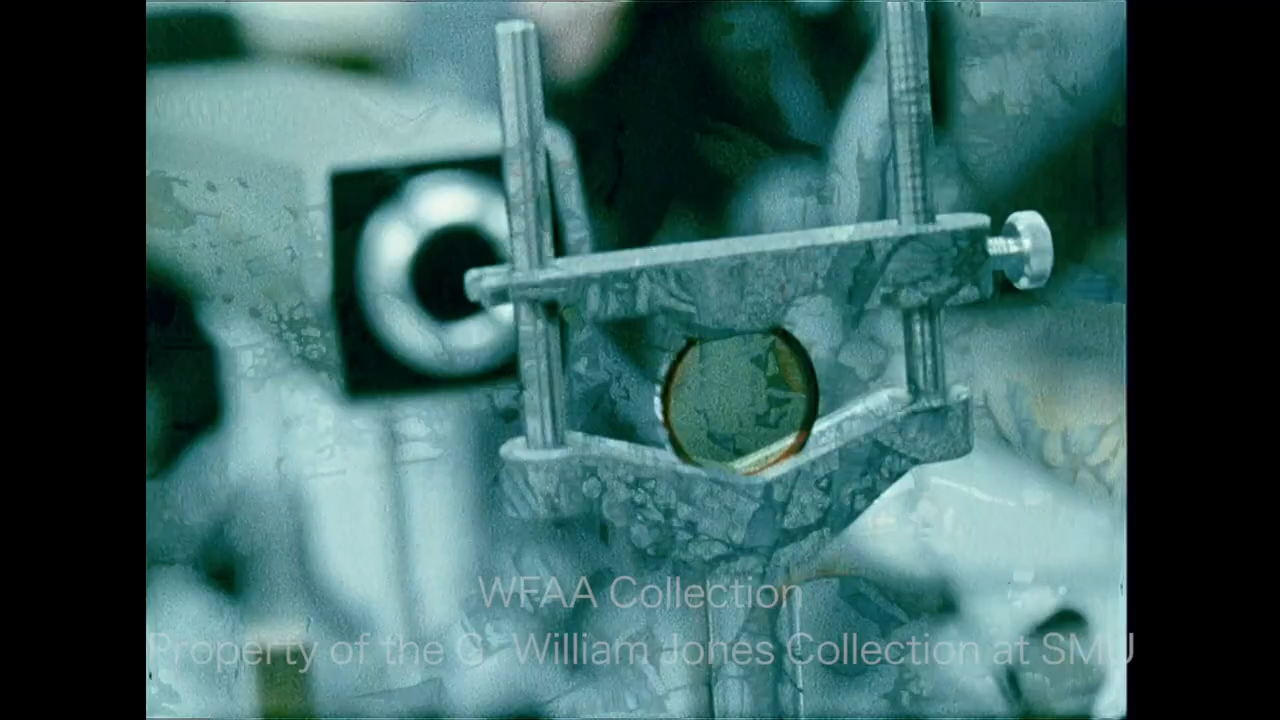 WFAA Collection
Property of the G. William Jones Collection at SMU